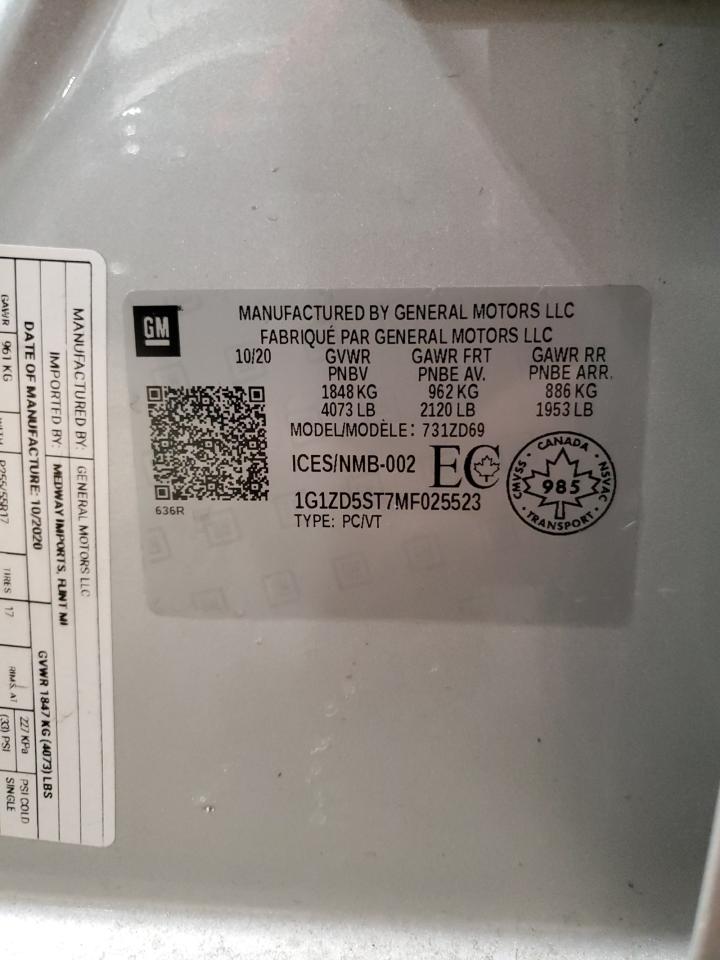 GM
MANUFACTURED BY GENERAL MOTORS LLC
FABRIQUÉ PAR GENERAL MOTORS LLC
10/20 GVWR GAWR FRT GAWR RR
PNBV PNBE AV. PNBE ARR.
1848 KG 962 KG 886 KG
4073 LB 2120 LB 1953 LB
MODEL/MODÈLE: 731ZD69
ICES/NMB-002 EC
1G1ZD5ST7MF025523
TYPE: PC/VT
636R
CANADA
CMVSS 985 NSVAC
TRANSPORT
MANUFACTURED BY: GENERAL MOTORS LLC
IMPORTED BY: MEDWAY IMPORTS, FLINT MI
DATE OF MANUFACTURE: 10/2020 GVWR 1847 KG (4073) LBS
TIRES 17 RIMS AT 227 KPa PSI COLD
GAWR 961 KG (33) PSI SINGLE